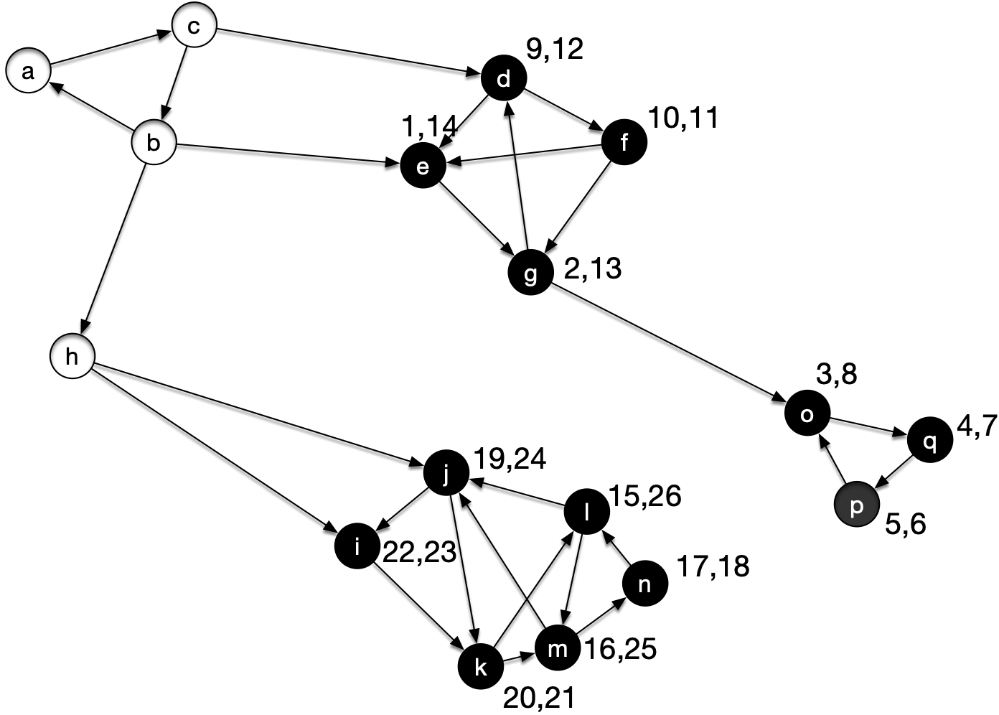 c
a
9,12
d
10,11
1,14
f
b
e
g
2,13
h
3,8
o
4,7
q
p
5,6
j
19,24
15,26
l
i
22,23
17,18
n
m
16,25
k
20,21